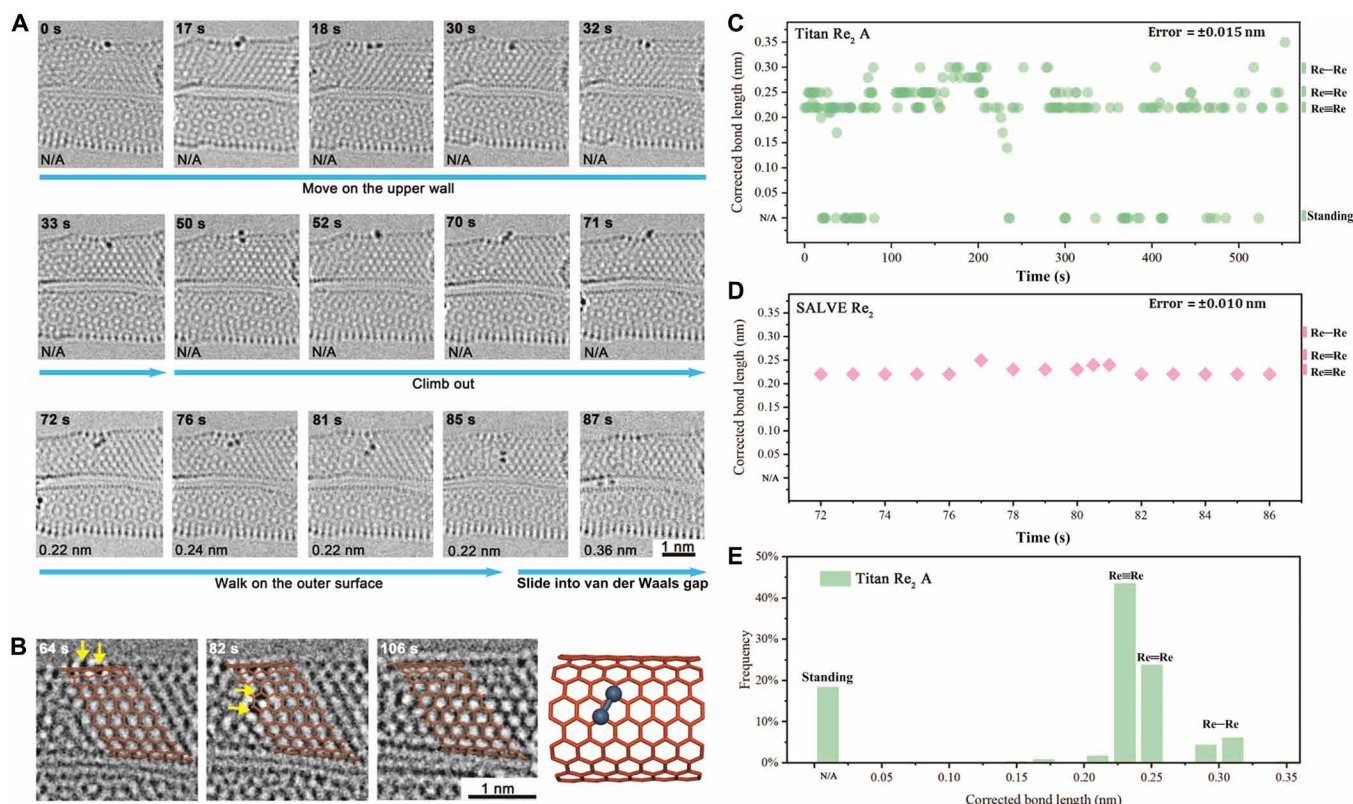 A
0 s
17 s
18 s
30 s
32 s
N/A
N/A
N/A
N/A
N/A
Move on the upper wall
33 s
50 s
52 s
70 s
71 s
N/A
N/A
N/A
N/A
N/A
Climb out
72 s
76 s
81 s
85 s
87 s
0.22 nm
0.24 nm
0.22 nm
0.22 nm
0.36 nm
1 nm
Walk on the outer surface
Slide into van der Waals gap
B
64 s
82 s
106 s
1 nm
C
Titan Re₂ A
Error = ±0.015 nm
Corrected bond length (nm)
0.35
0.30
0.25
0.20
0.15
0.10
0.05
N/A
Re—Re
Re═Re
Re≡Re
Standing
0
100
200
300
400
500
Time (s)
D
SALVE Re₂
Error = ±0.010 nm
Corrected bond length (nm)
0.35
0.30
0.25
0.20
0.15
0.10
0.05
N/A
Re—Re
Re═Re
Re≡Re
72
74
76
78
80
82
84
86
Time (s)
E
Titan Re₂ A
Frequency
50%
40%
30%
20%
10%
0%
Standing
Re≡Re
Re═Re
Re—Re
N/A
0.05
0.10
0.15
0.20
0.25
0.30
0.35
Corrected bond length (nm)